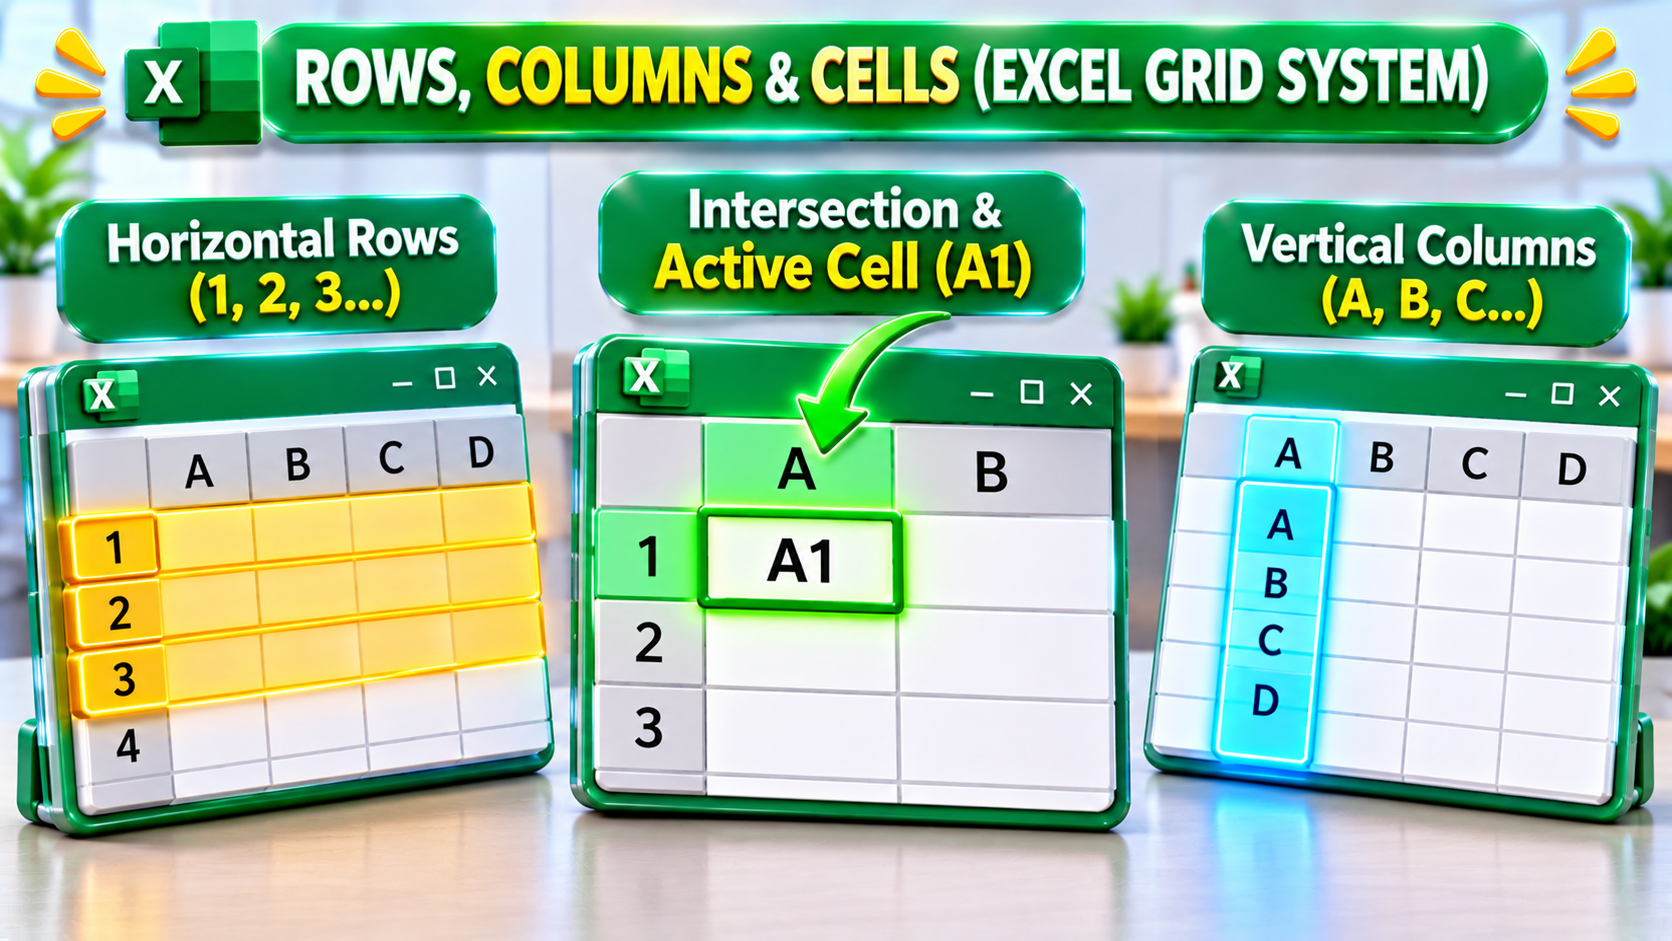 X ROWS, COLUMNS & CELLS (EXCEL GRID SYSTEM)
Horizontal Rows
(1, 2, 3...)
X
A B C D
1
2
3
4
Intersection &
Active Cell (A1)
X
A B
1 A1
2
3
Vertical Columns
(A, B, C...)
X
A B C D
A
B
C
D